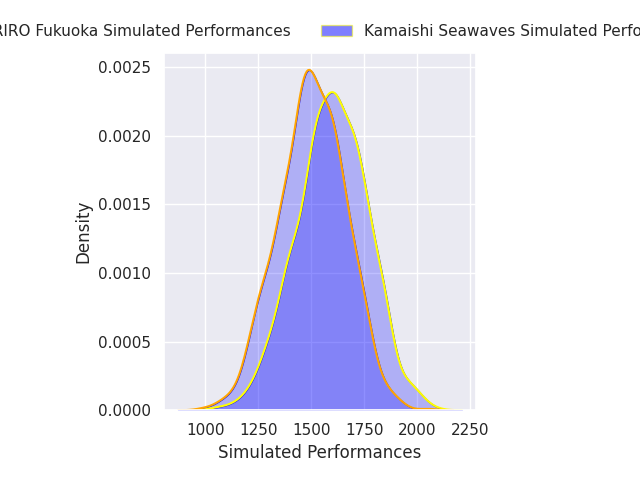 RIRO Fukuoka Simulated Performances
Kamaishi Seawaves Simulated Perfo
0.0025
0.0020
0.0015
0.0010
0.0005
0.0000
Density
1000 1250 1500 1750 2000 2250
Simulated Performances